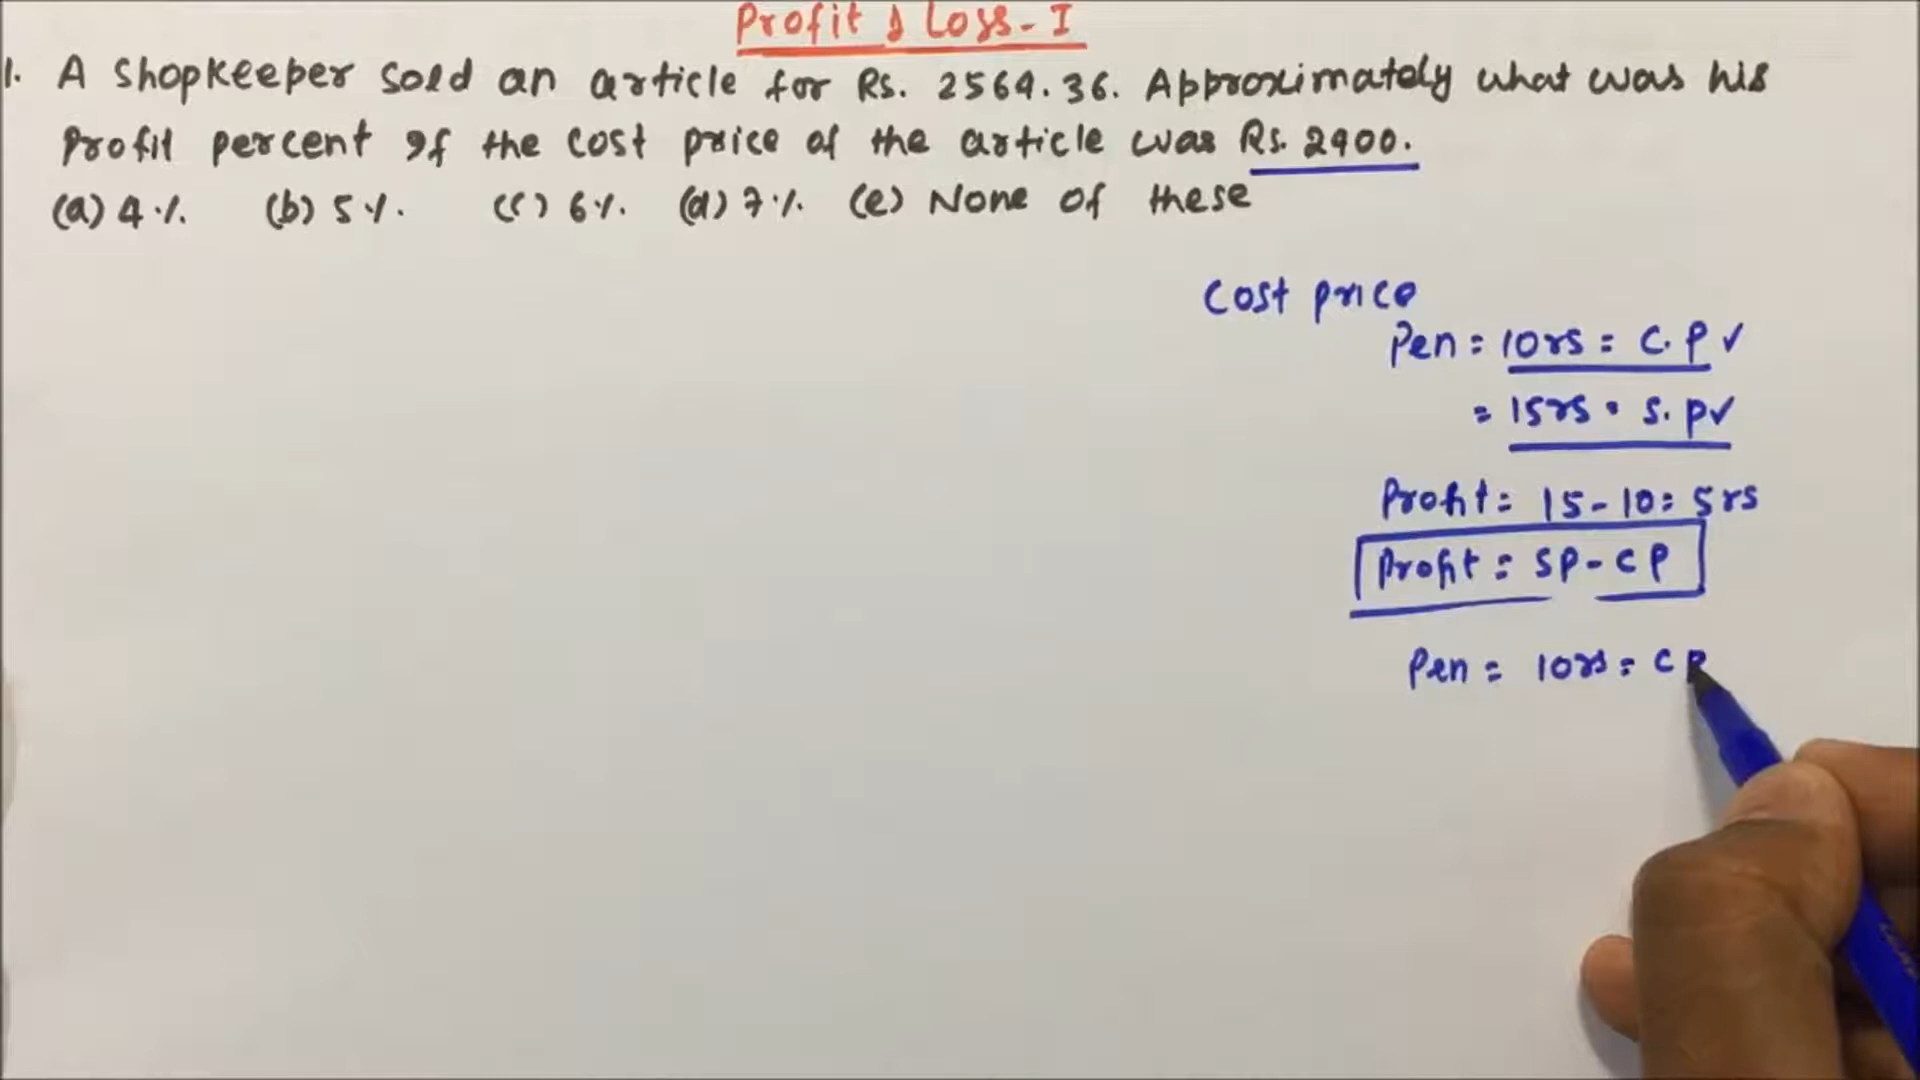 Profit & Loss-I
1. A shopkeeper sold an article for Rs. 2564.36. Approximately what was his
Profit percent If the cost price of the article was Rs. 2400.
(a) 4% (b) 5% (c) 6% (d) 7% (e) None of these
Cost price
Pen = 10rs = C.P ✓
= 15rs = S.P ✓
Profit = 15-10 = 5rs
Profit = SP-CP
Pen = 10rs = CP